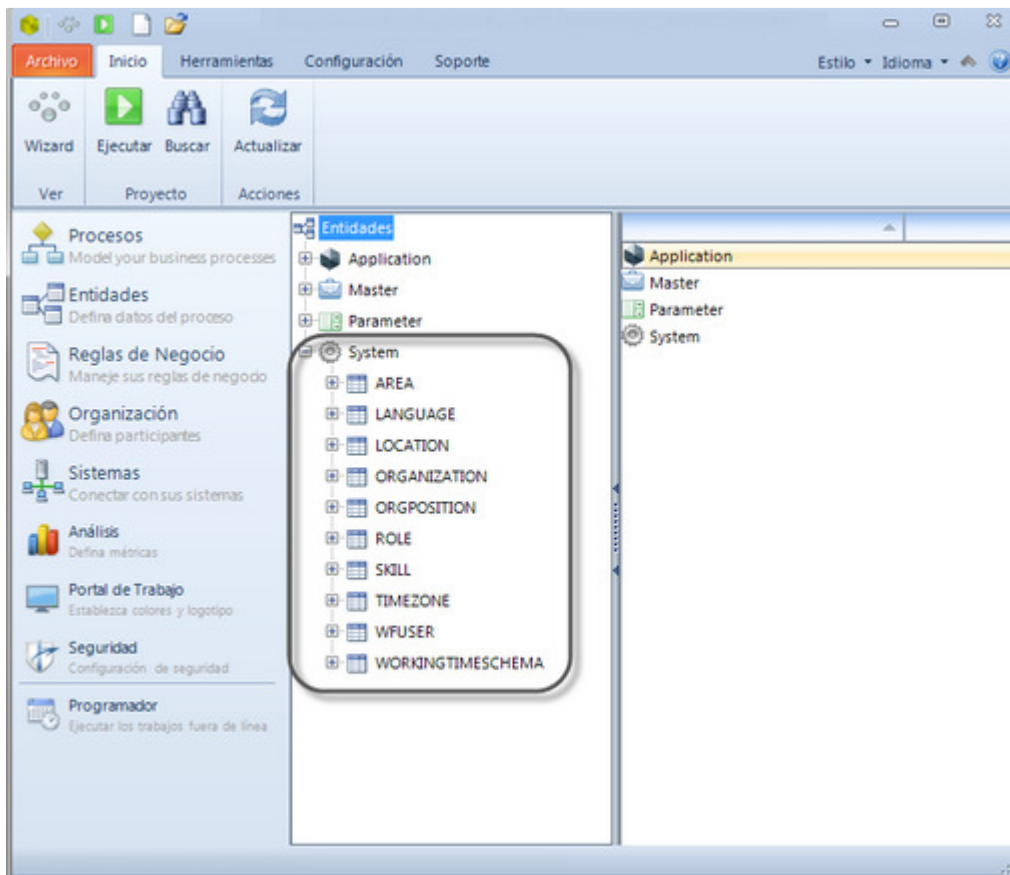 Archivo Inicio Herramientas Configuración Soporte Estilo Idioma
Wizard Ejecutar Buscar Actualizar
Ver Proyecto Acciones
Procesos
Model your business processes
Entidades
Defina datos del proceso
Reglas de Negocio
Maneje sus reglas de negocio
Organización
Defina participantes
Sistemas
Conectar con sus sistemas
Análisis
Defina métricas
Portal de Trabajo
Establezca colores y logotipo
Seguridad
Configuración de seguridad
Programador
Ejecutar los trabajos fuera de línea
Entidades
Application
Master
Parameter
System
AREA
LANGUAGE
LOCATION
ORGANIZATION
ORGPOSITION
ROLE
SKILL
TIMEZONE
WFUSER
WORKINGTIMESCHEMA
Application
Master
Parameter
System